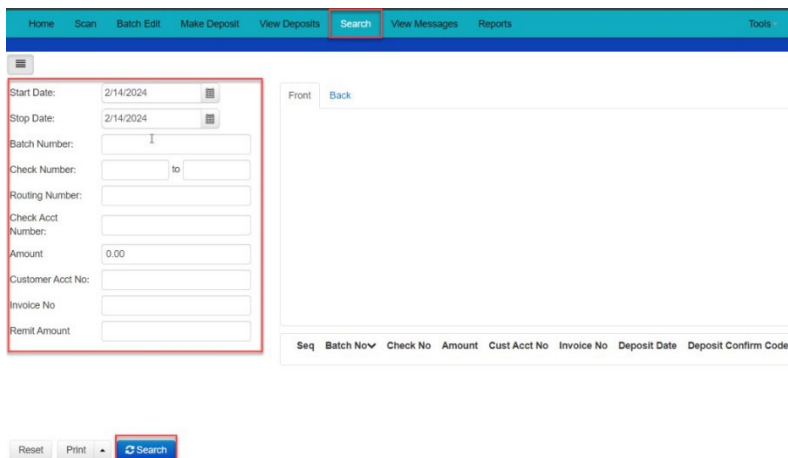 Home Scan Batch Edit Make Deposit View Deposits Search View Messages Reports Tools
Start Date: 2/14/2024
Stop Date: 2/14/2024
Batch Number:
Check Number: to
Routing Number:
Check Acct
Number:
Amount 0.00
Customer Acct No:
Invoice No
Remit Amount
Front Back
Seq Batch No Check No Amount Cust Acct No Invoice No Deposit Date Deposit Confirm Code
Reset Print Search